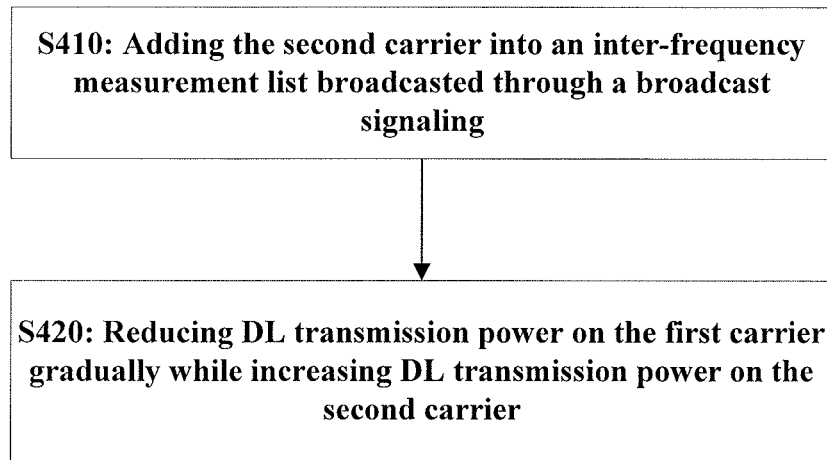 S410: Adding the second carrier into an inter-frequency
measurement list broadcasted through a broadcast
signaling
S420: Reducing DL transmission power on the first carrier
gradually while increasing DL transmission power on the
second carrier